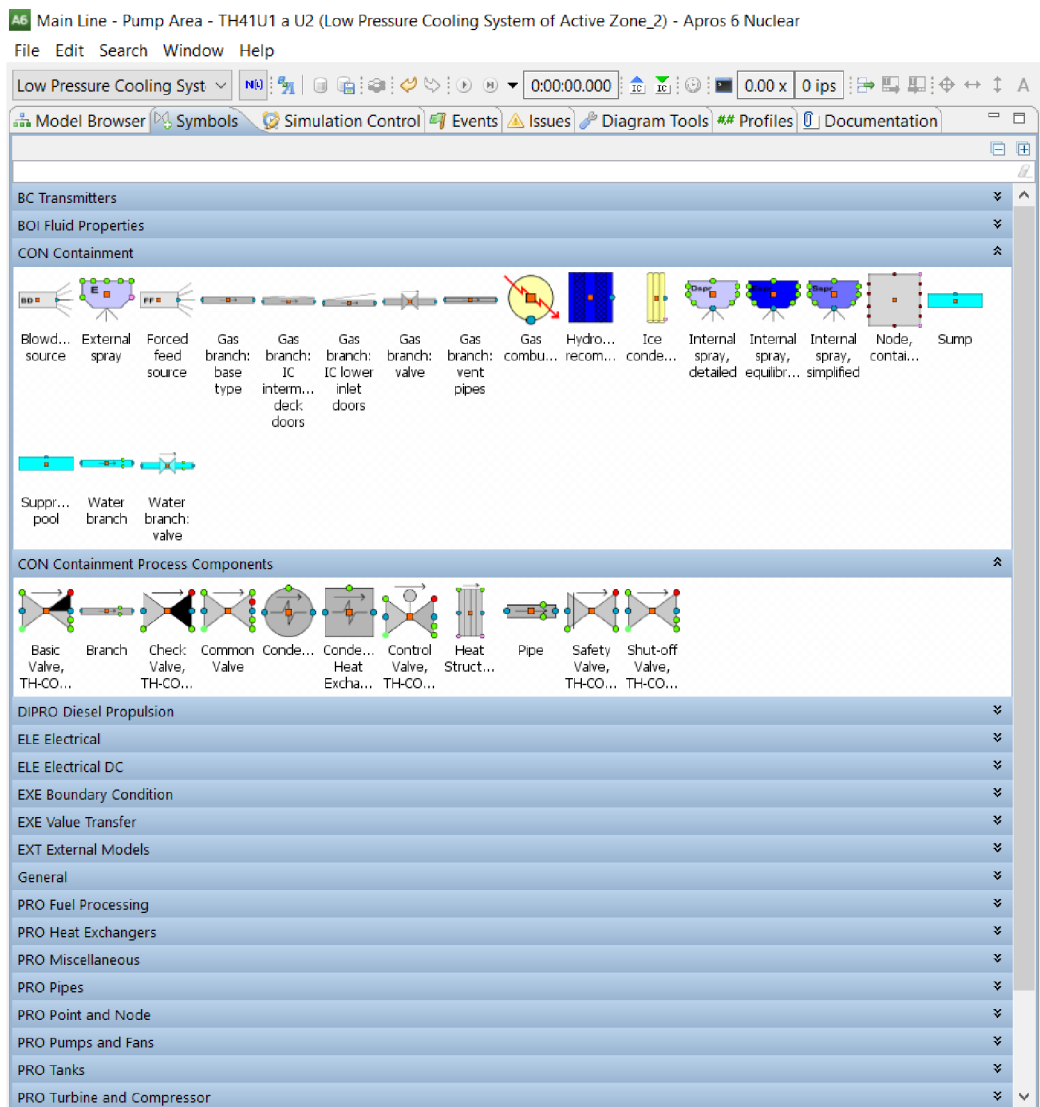 A6 Main Line - Pump Area - TH41U1 a U2 (Low Pressure Cooling System of Active Zone_2) - Apros 6 Nuclear
File Edit Search Window Help
Low Pressure Cooling Syst N(t) 0:00:00.000 IC IC 0.00 x 0 ips A
Model Browser Symbols Simulation Control Events Issues Diagram Tools ## Profiles Documentation
BC Transmitters
BOI Fluid Properties
CON Containment
BD E FF Depr
Blowd... source
External spray
Forced feed source
Gas branch: base type
Gas branch: IC interm... deck doors
Gas branch: IC lower inlet doors
Gas branch: valve
Gas branch: vent pipes
Gas combu...
Hydro... recom...
Ice conde...
Internal spray, detailed
Internal spray, equilibr...
Internal spray, simplified
Node, contai...
Sump
Suppr... pool
Water branch
Water branch: valve
CON Containment Process Components
Basic Valve, TH-CO...
Branch
Check Valve, TH-CO...
Common Valve
Conde...
Conde... Heat Excha...
Control Valve, TH-CO...
Heat Struct...
Pipe
Safety Valve, TH-CO...
Shut-off Valve, TH-CO...
DIPRO Diesel Propulsion
ELE Electrical
ELE Electrical DC
EXE Boundary Condition
EXE Value Transfer
EXT External Models
General
PRO Fuel Processing
PRO Heat Exchangers
PRO Miscellaneous
PRO Pipes
PRO Point and Node
PRO Pumps and Fans
PRO Tanks
PRO Turbine and Compressor